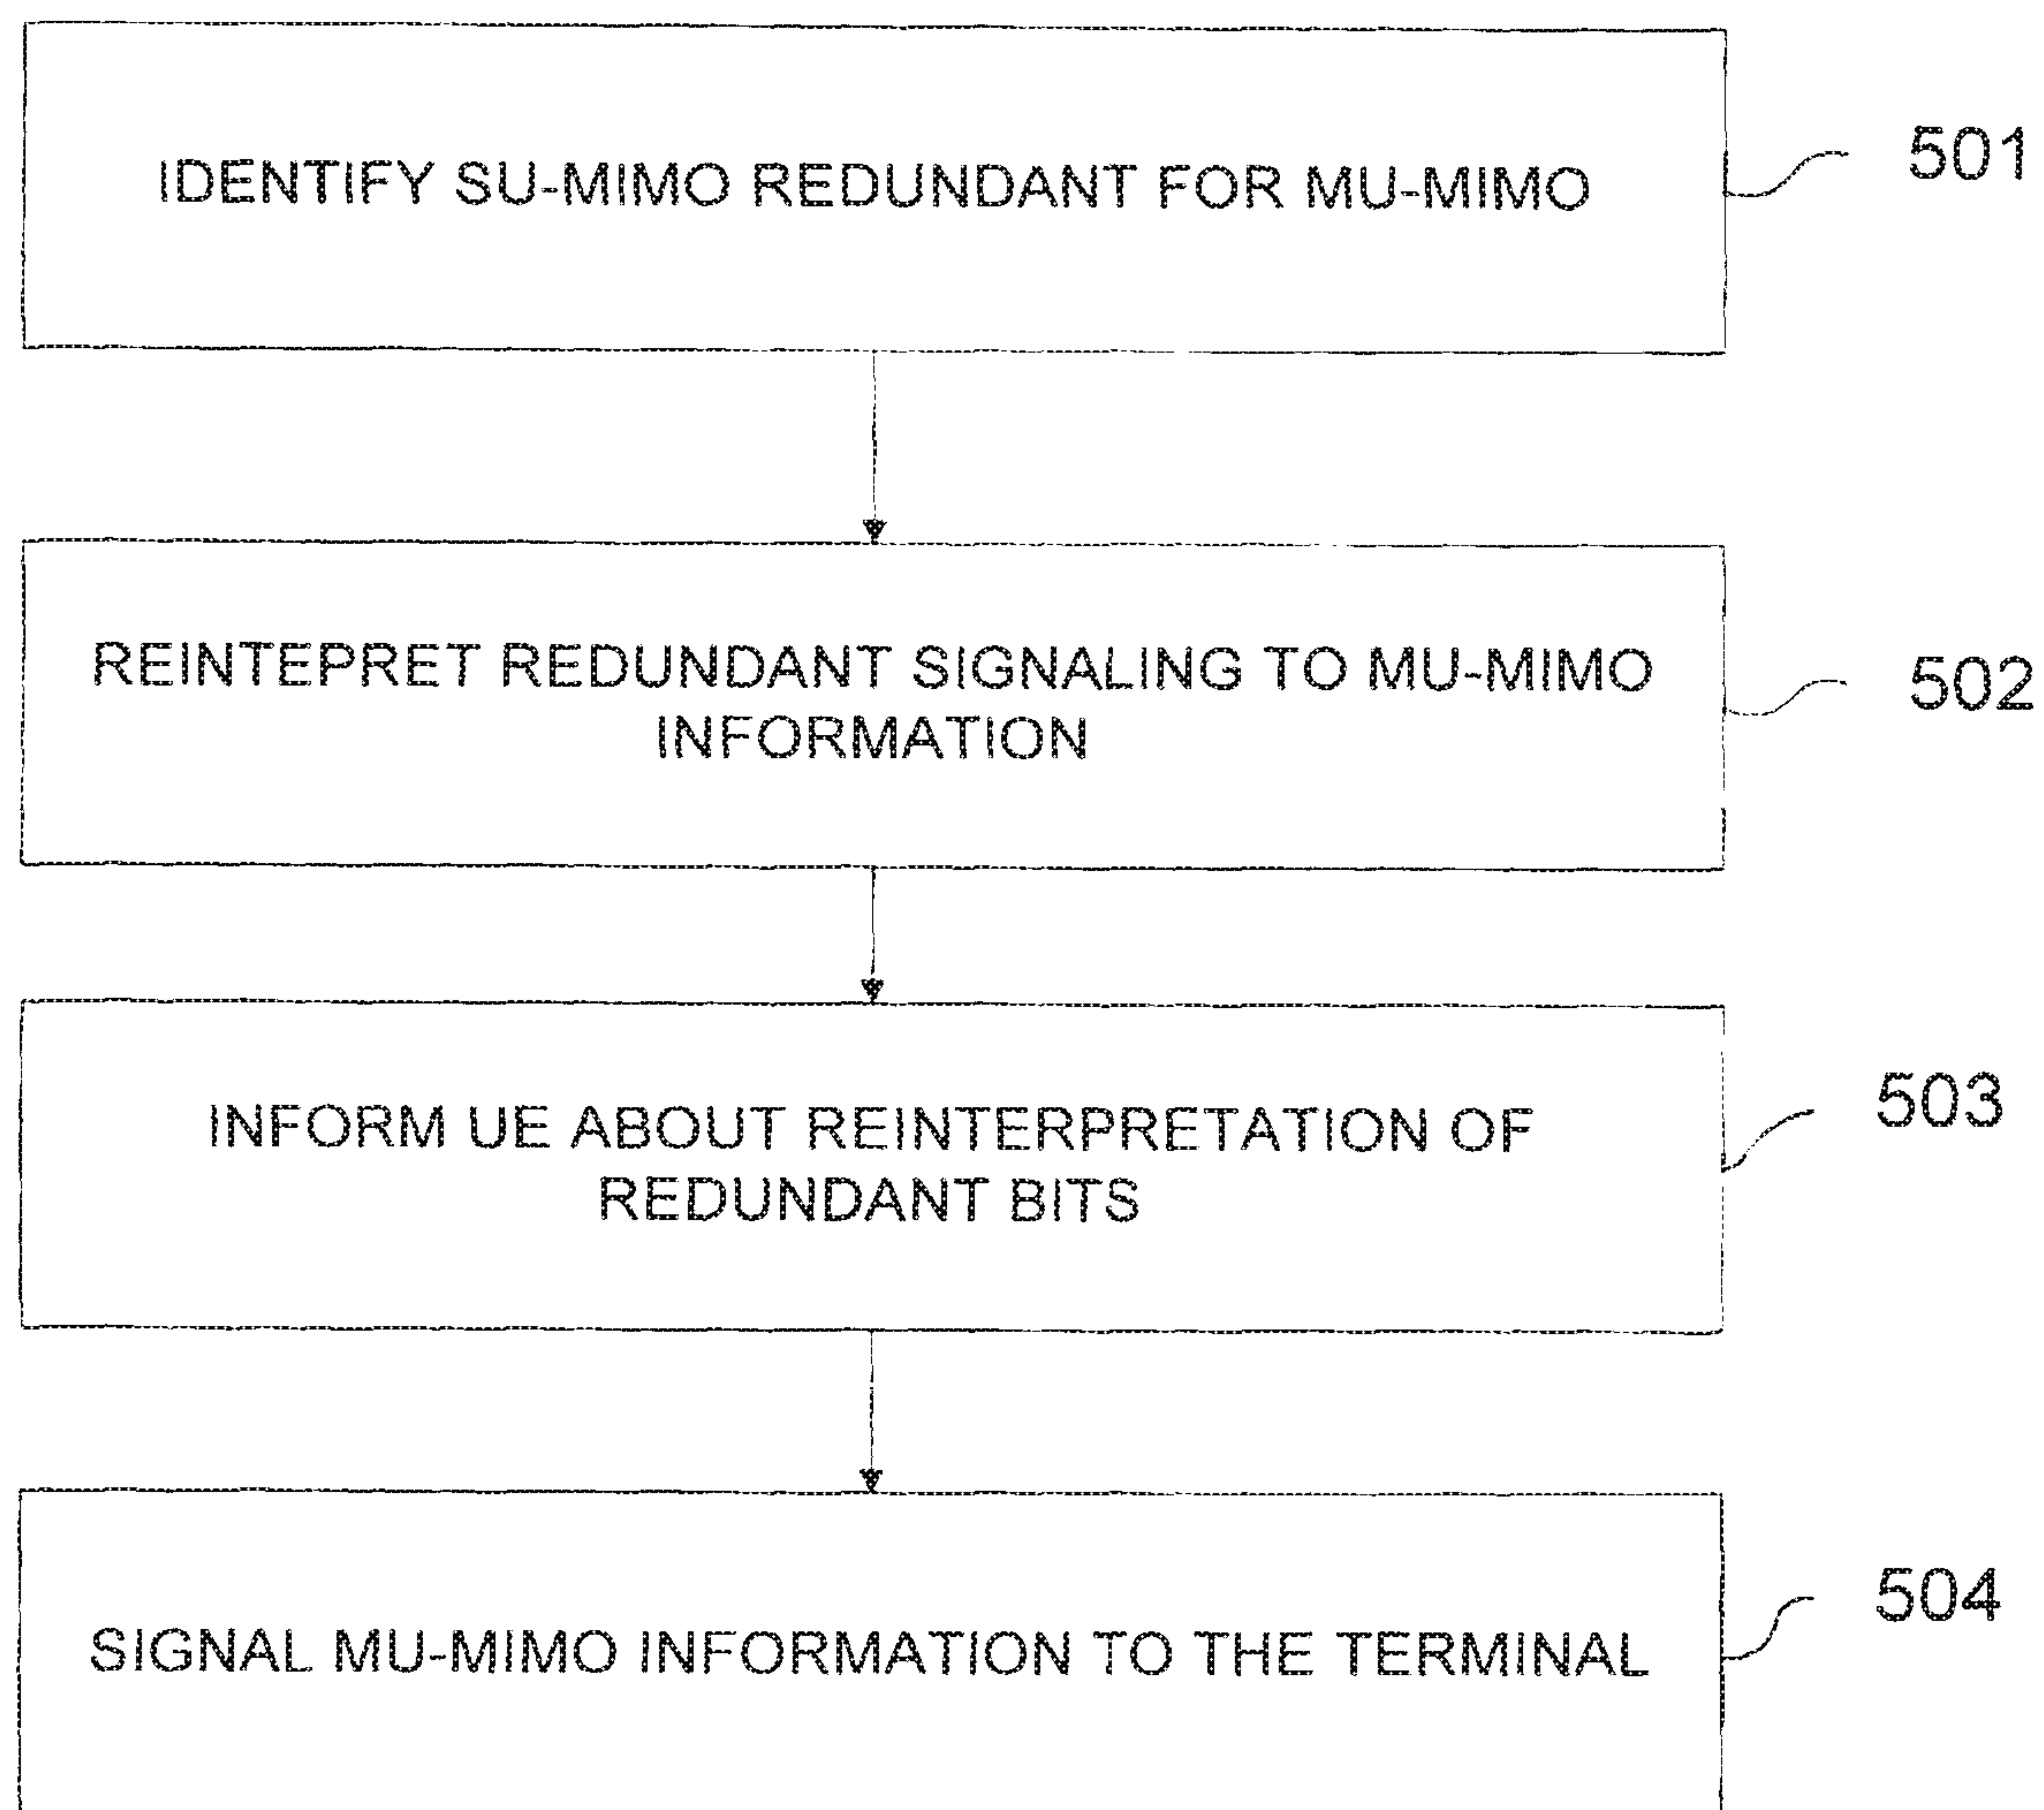 IDENTIFY SU-MIMO REDUNDANT FOR MU-MIMO
501
REINTEPRET REDUNDANT SIGNALING TO MU-MIMO
INFORMATION
502
INFORM UE ABOUT REINTERPRETATION OF
REDUNDANT BITS
503
SIGNAL MU-MIMO INFORMATION TO THE TERMINAL
504